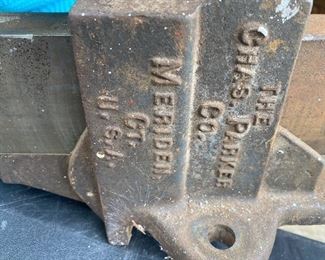 THE
CHAS. PARKER
CO.
MERIDEN.
CT.
U.S.A